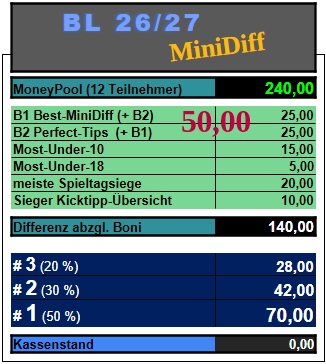 BL 26/27
MiniDiff
MoneyPool (12 Teilnehmer) 240,00
B1 Best-MiniDiff (+ B2) 25,00
50,00
B2 Perfect-Tips (+ B1) 25,00
Most-Under-10 15,00
Most-Under-18 5,00
meiste Spieltagsiege 20,00
Sieger Kicktipp-Übersicht 10,00
Differenz abzgl. Boni 140,00
# 3 (20 %) 28,00
# 2 (30 %) 42,00
# 1 (50 %) 70,00
Kassenstand 0,00